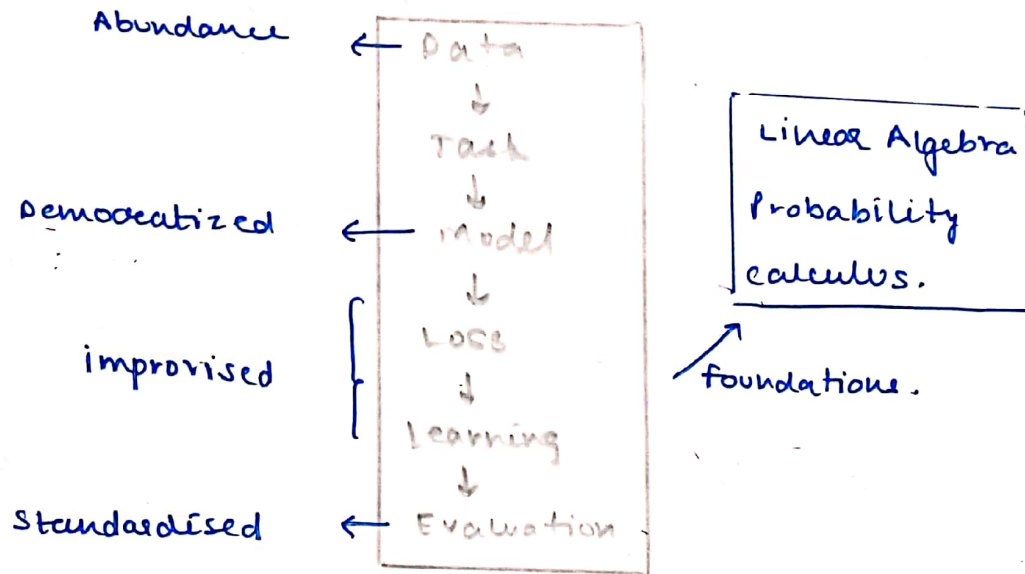 Abundance ← Data
↓
Task
↓
Democratized ← Model
↓
improvised
Loss
↓
Learning
↓
Standardised ← Evaluation
Linear Algebra
Probability
calculus.
foundations.